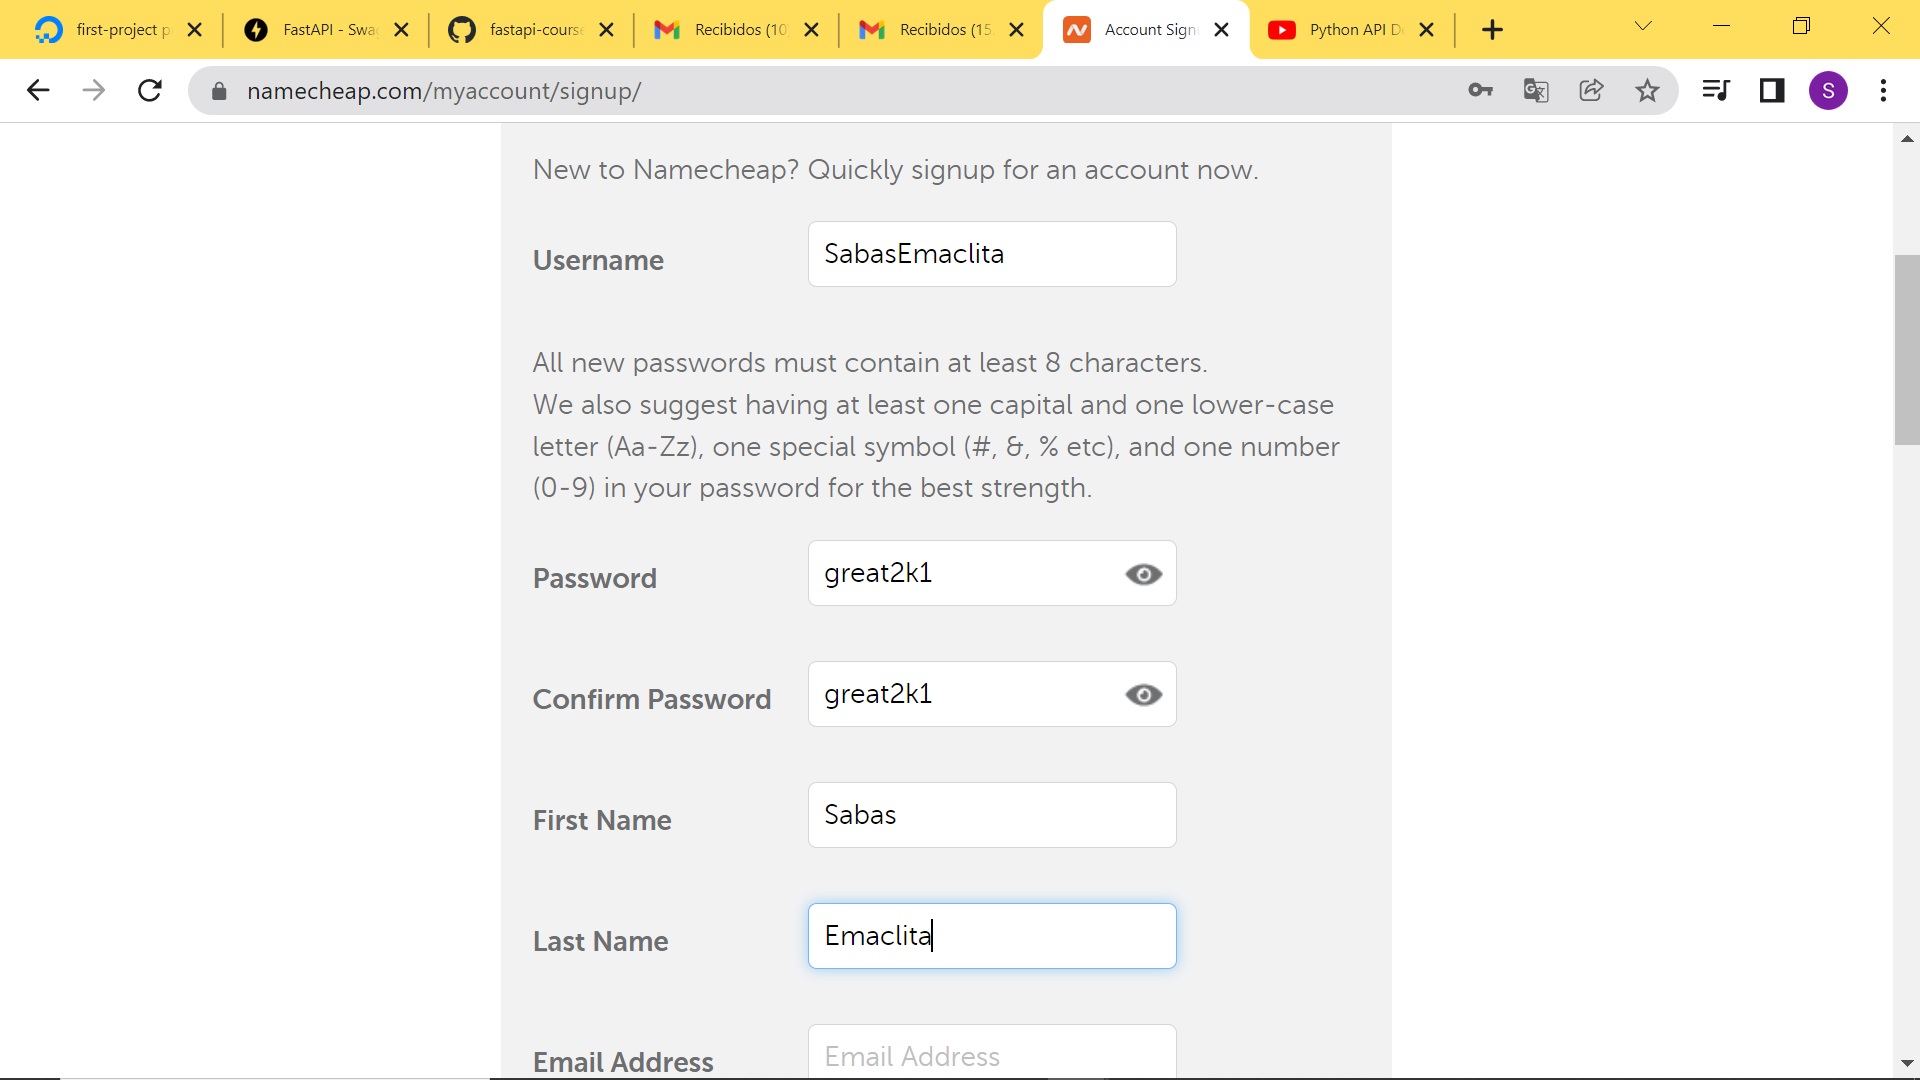 first-project p
FastAPI - Swa
fastapi-course
Recibidos (10
Recibidos (15
Account Sign
Python API D
namecheap.com/myaccount/signup/
S
New to Namecheap? Quickly signup for an account now.
Username
SabasEmaclita
All new passwords must contain at least 8 characters.
We also suggest having at least one capital and one lower-case
letter (Aa-Zz), one special symbol (#, &, % etc), and one number
(0-9) in your password for the best strength.
Password
great2k1
Confirm Password
great2k1
First Name
Sabas
Last Name
Emaclita
Email Address
Email Address